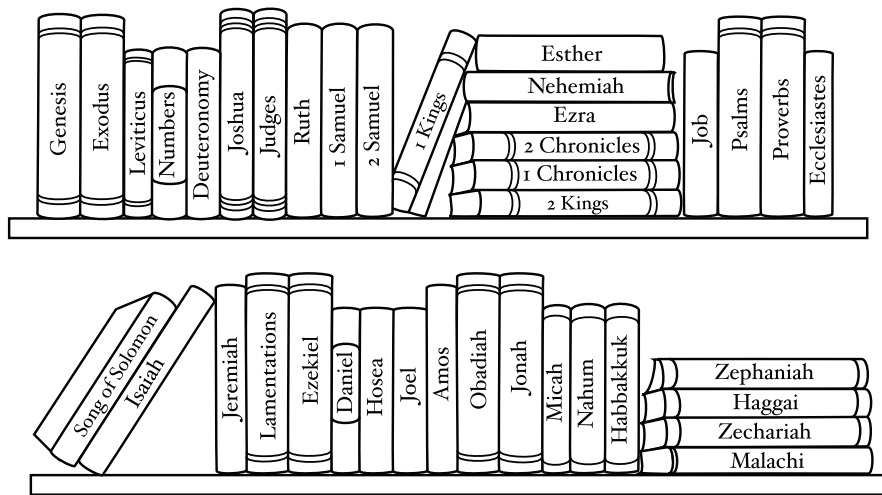 Genesis
Exodus
Leviticus
Numbers
Deuteronomy
Joshua
Judges
Ruth
1 Samuel
2 Samuel
1 Kings
Esther
Nehemiah
Ezra
2 Chronicles
1 Chronicles
2 Kings
Job
Psalms
Proverbs
Ecclesiastes
Song of Solomon
Isaiah
Jeremiah
Lamentations
Ezekiel
Daniel
Hosea
Joel
Amos
Obadiah
Jonah
Micah
Nahum
Habbakkuk
Zephaniah
Haggai
Zechariah
Malachi